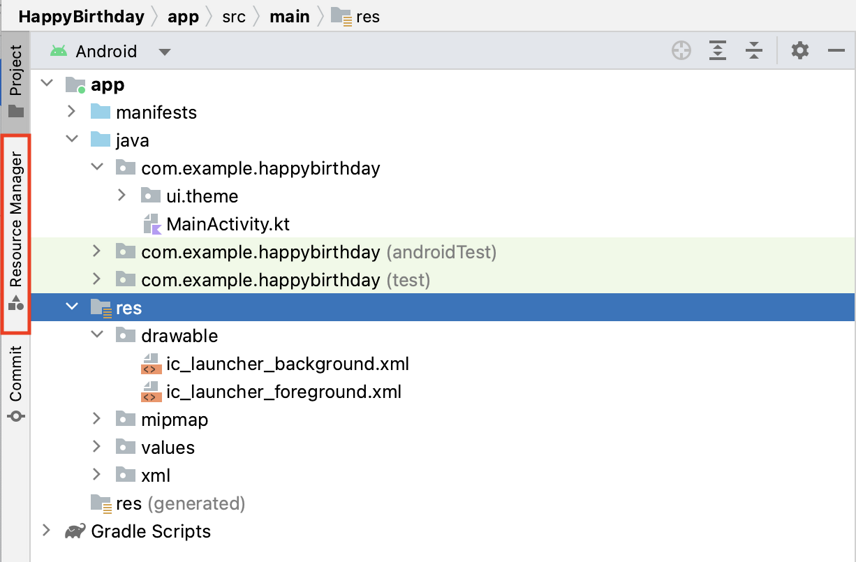 HappyBirthday app src main res
Project
Resource Manager
Commit
Android
app
manifests
java
com.example.happybirthday
ui.theme
MainActivity.kt
com.example.happybirthday (androidTest)
com.example.happybirthday (test)
res
drawable
ic_launcher_background.xml
ic_launcher_foreground.xml
mipmap
values
xml
res (generated)
Gradle Scripts